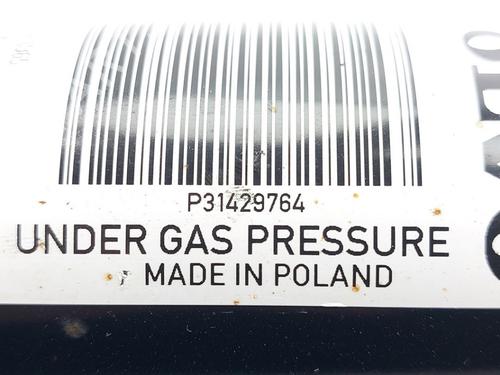 P31429764
UNDER GAS PRESSURE
MADE IN POLAND